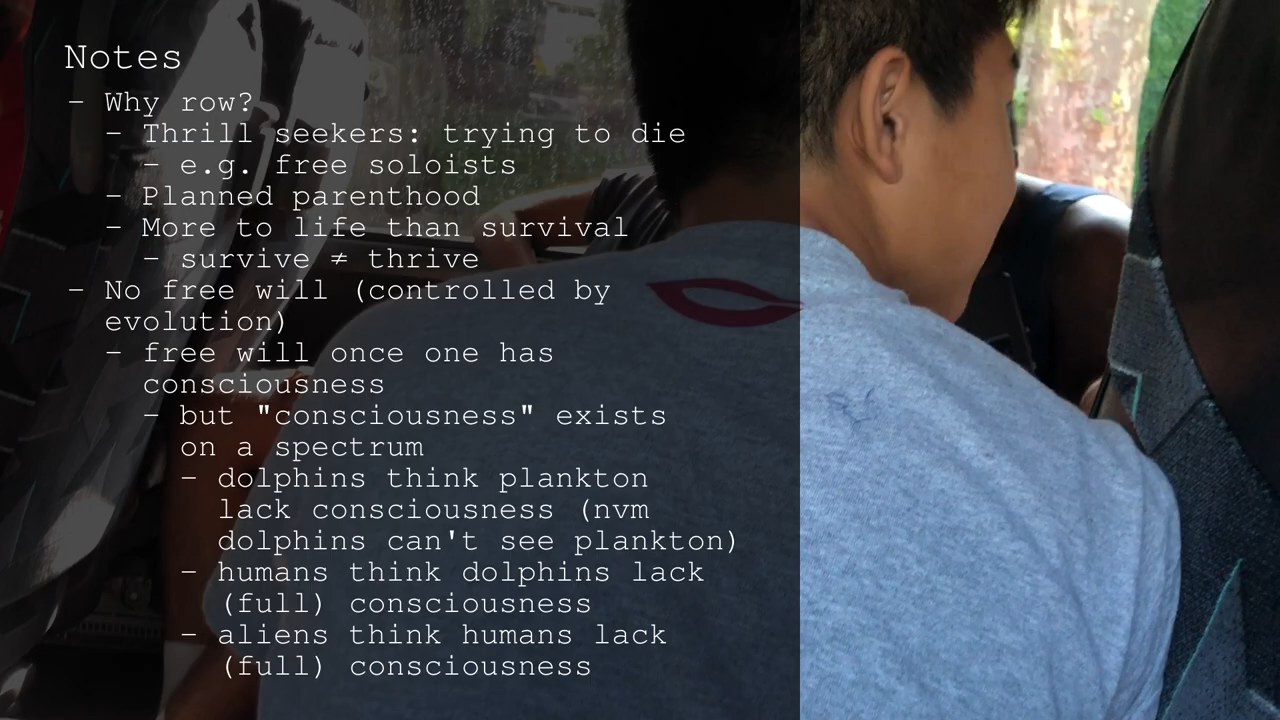 Notes
- Why row?
- Thrill seekers: trying to die
- e.g. free soloists
- Planned parenthood
- More to life than survival
- survive ≠ thrive
- No free will (controlled by
evolution)
- free will once one has
consciousness
- but "consciousness" exists
on a spectrum
- dolphins think plankton
lack consciousness (nvm
dolphins can't see plankton)
- humans think dolphins lack
(full) consciousness
- aliens think humans lack
(full) consciousness